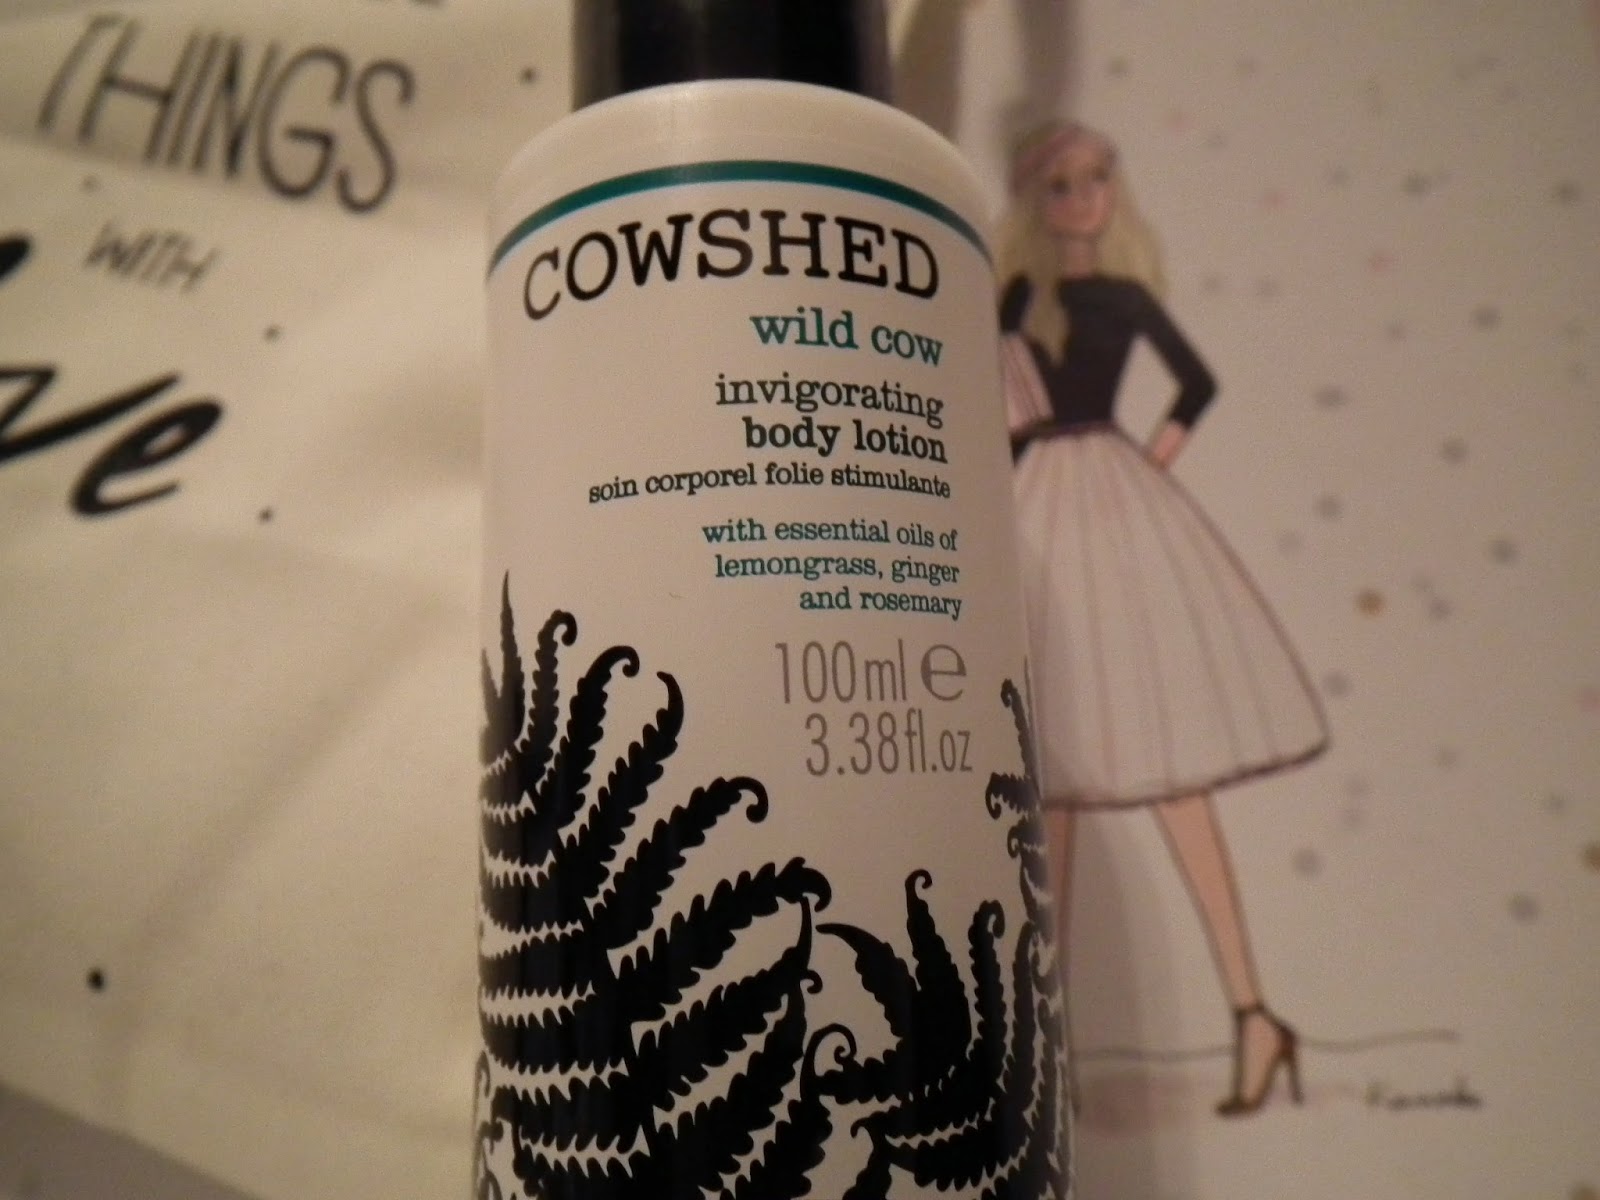 THINGS
WITH
COWSHED
wild cow
invigorating
body lotion
soin corporel folie stimulante
with essential oils of
lemongrass, ginger
and rosemary
100ml e
3.38fl.oz